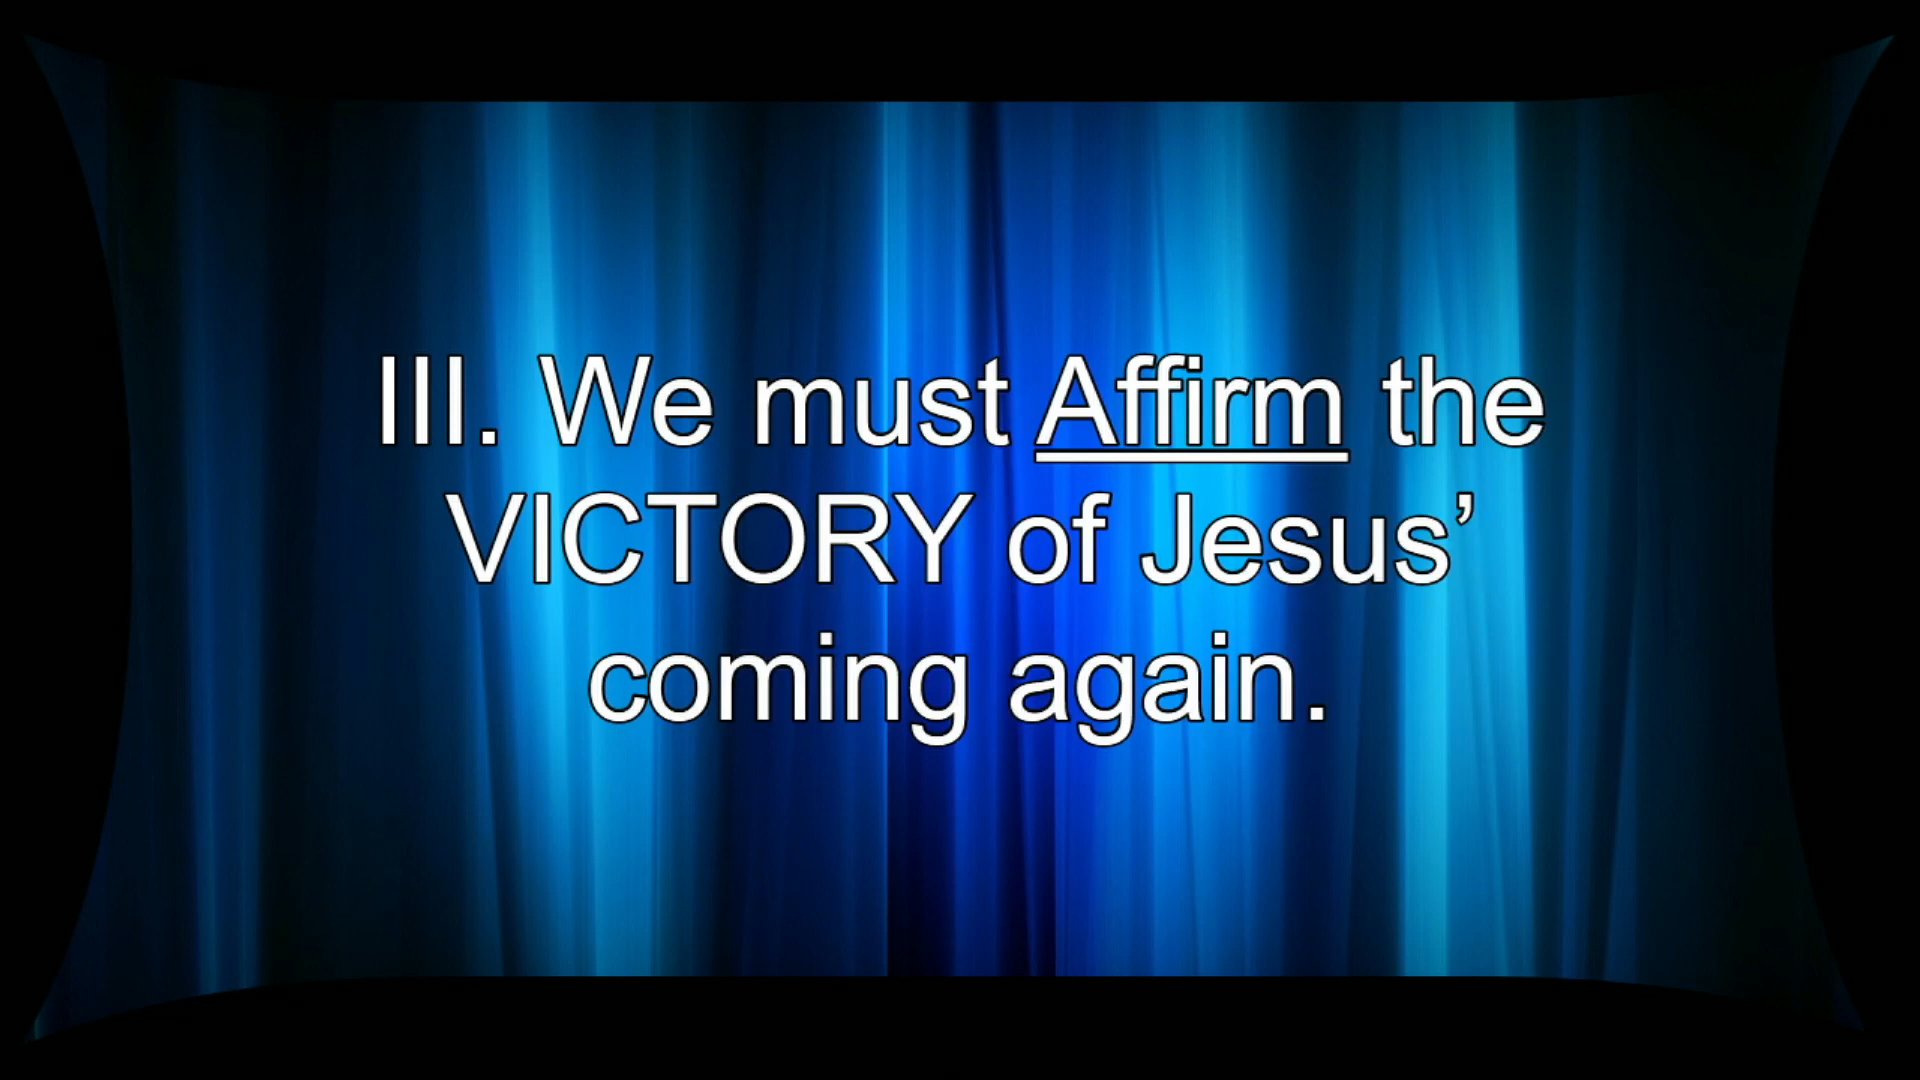 III. We must Affirm the
VICTORY of Jesus’
coming again.